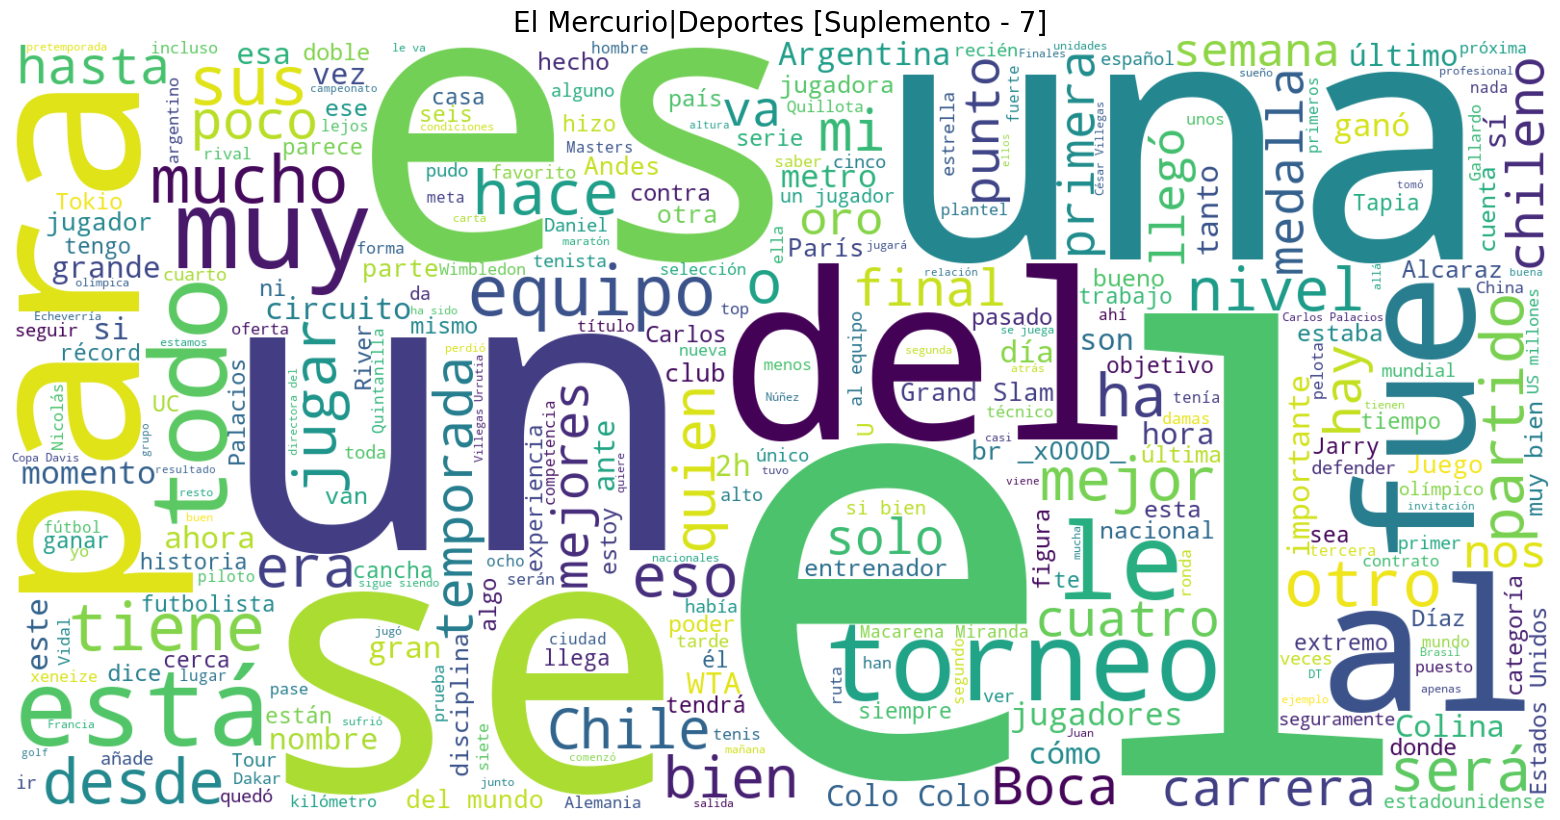 El Mercurio|Deportes [Suplemento - 7]
pretemporada
incluso
esa
doble
le va
hombre
hecho
hasta
sus
vez
campeonato
casa
alguno
ese
seis
condiciones
poco
lejos
rival
parece
argentino
es
país
altura
Argentina
recién
Finales
unidades
español
semana
último
próxima
jugadora
Quillota
va
mi
serie
hizo
Masters
Andes
saber
cinco
estrella
fuerte
punto
primera
César Villegas
unos
sueño
primeros
profesional
nada
ganó
Gallardo
sí
chileno
una
medalla
tomó
Tapia
cuenta
tanto
llegó
plantel
ellos
metro
un jugador
oro
París
jugará
ella
favorito
pudo
meta
hace
contra
otra
carta
Daniel
maratón
tenista
selección
forma
parte
Wimbledon
mucho
muy
Tokio
jugador
tengo
grande
olímpica
cuarto
ni
circuito
da
ha sido
mismo
equipo
top
o
final
relación
bueno
trabajo
nivel
allá
Alcaraz
buena
China
para
Echeverría
seguir
si
récord
todo
estamos
oferta
River
título
Carlos
nueva
club
perdió
pasado
se juega
ahí
son
día
objetivo
Carlos Palacios
estaba
pelota
mundial
fue
partido
US millones
muy bien
Nicolás
UC
Palacios
jugar
directora del
Quintanilla
toda
un
temporada
Villegas Urrutia
mejores
competencia
experiencia
ante
quiere
estoy
quien
menos
Núñez
U
al equipo
segunda
atrás
Grand Slam
técnico
del
ha
tenía
damas
hora
última
hay
importante
tienen
tiempo
Jarry
defender
Juego
olímpico
invitación
Copa Davis
grupo
momento
resultado
resto
van
2h
único
alto
tuvo
casi
br _x000D_
viene
mejor
esta
nacional
sea
tercera
primer
contrato
nos
fútbol
ganar
yo
buen
ahora
historia
piloto
era
cancha
sigue siendo
ocho
serán
algo
nacionales
eso
si bien
solo
entrenador
figura
te
le
mucha
ronda
otro
al
categoría
este
Vidal
tiene
futbolista
jugó
gran
disciplina
ciudad
llega
había
poder
tarde
él
Macarena Miranda
han
segundo
cuatro
extremo
Díaz
mundo
Brasil
veces
DT
puesto
apenas
ejemplo
xeneize
dice
cerca
lugar
está
Francia
pase
están
sufrió
nombre
prueba
se
Chile
WTA
tendrá
tenis
mañana
el
torneo
ruta
siempre
ver
jugadores
Juan
cómo
seguramente
Colina
donde
Estados Unidos
golf
añade
Tour
Dakar
ir
desde
quedó
kilómetro
del mundo
siete
junto
comenzó
Alemania
bien
salida
Colo Colo
Boca
carrera
será
estadounidense